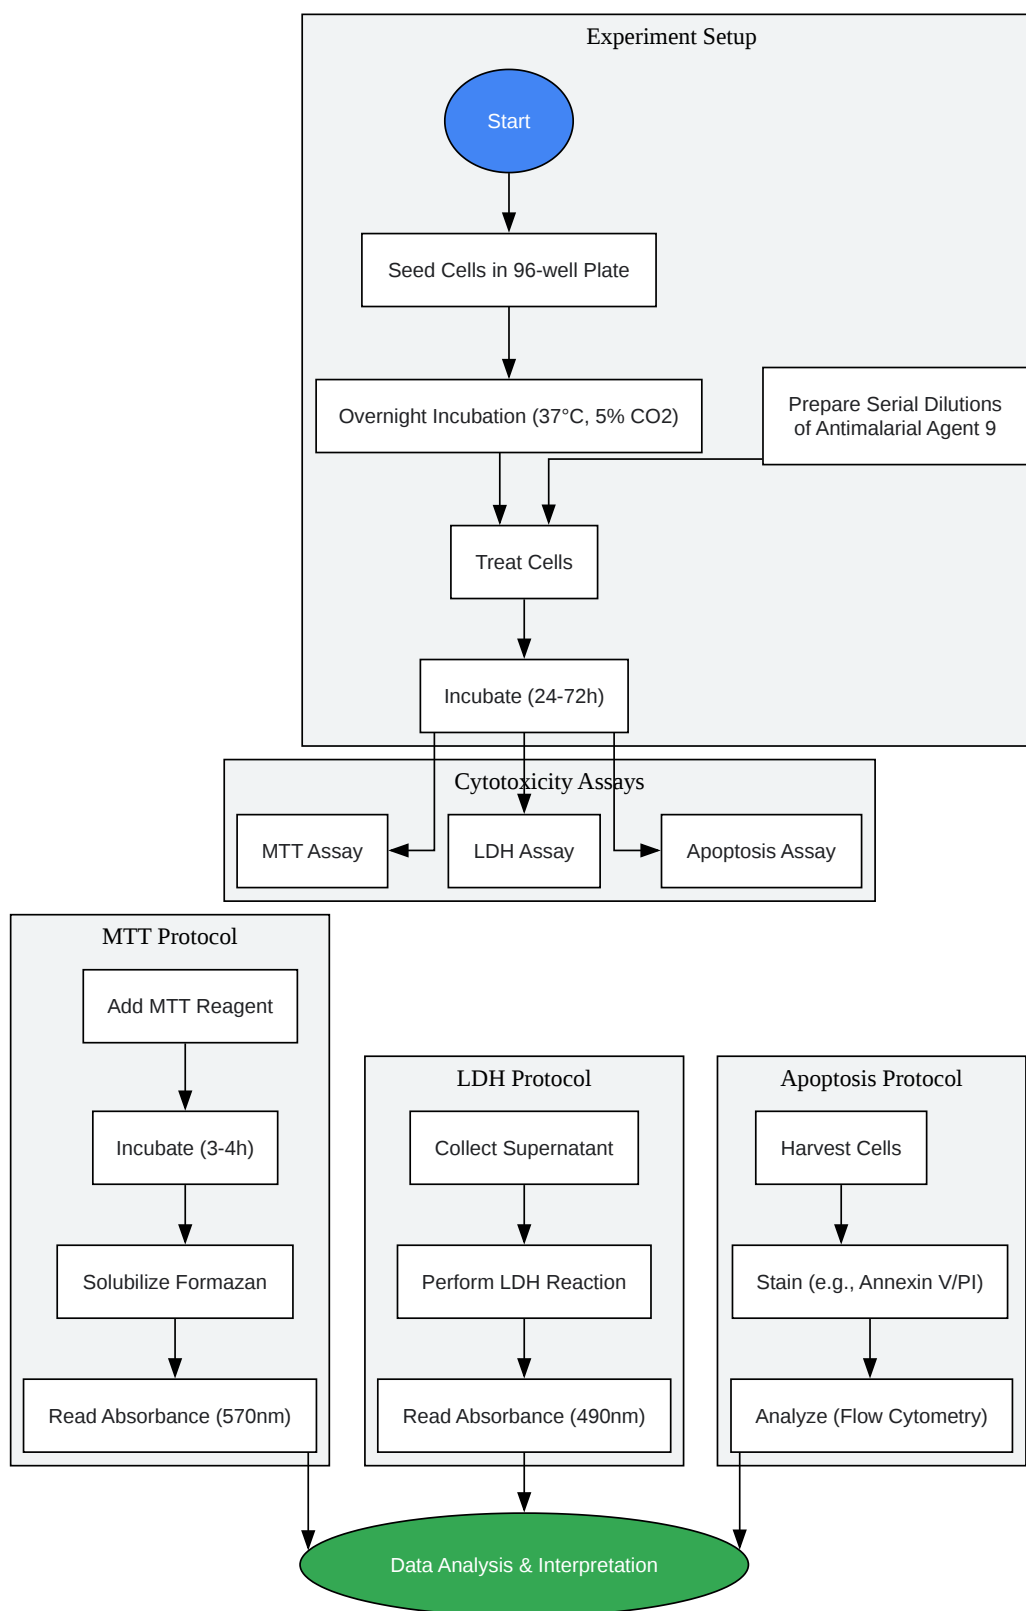 Experiment Setup
Start
Seed Cells in 96-well Plate
Overnight Incubation (37°C, 5% CO2)
Prepare Serial Dilutions
of Antimalarial Agent 9
Treat Cells
Incubate (24-72h)
Cytotoxicity Assays
MTT Assay
LDH Assay
Apoptosis Assay
MTT Protocol
Add MTT Reagent
Incubate (3-4h)
Solubilize Formazan
Read Absorbance (570nm)
LDH Protocol
Collect Supernatant
Perform LDH Reaction
Read Absorbance (490nm)
Apoptosis Protocol
Harvest Cells
Stain (e.g., Annexin V/PI)
Analyze (Flow Cytometry)
Data Analysis & Interpretation